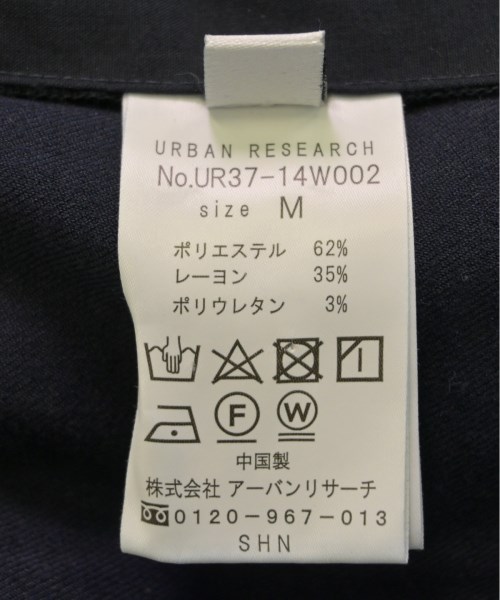 URBAN RESEARCH
No.UR37-14W002
size M
ポリエステル 62%
レーヨン 35%
ポリウレタン 3%
F W
中国製
株式会社 アーバンリサーチ
0120-967-013
SHN